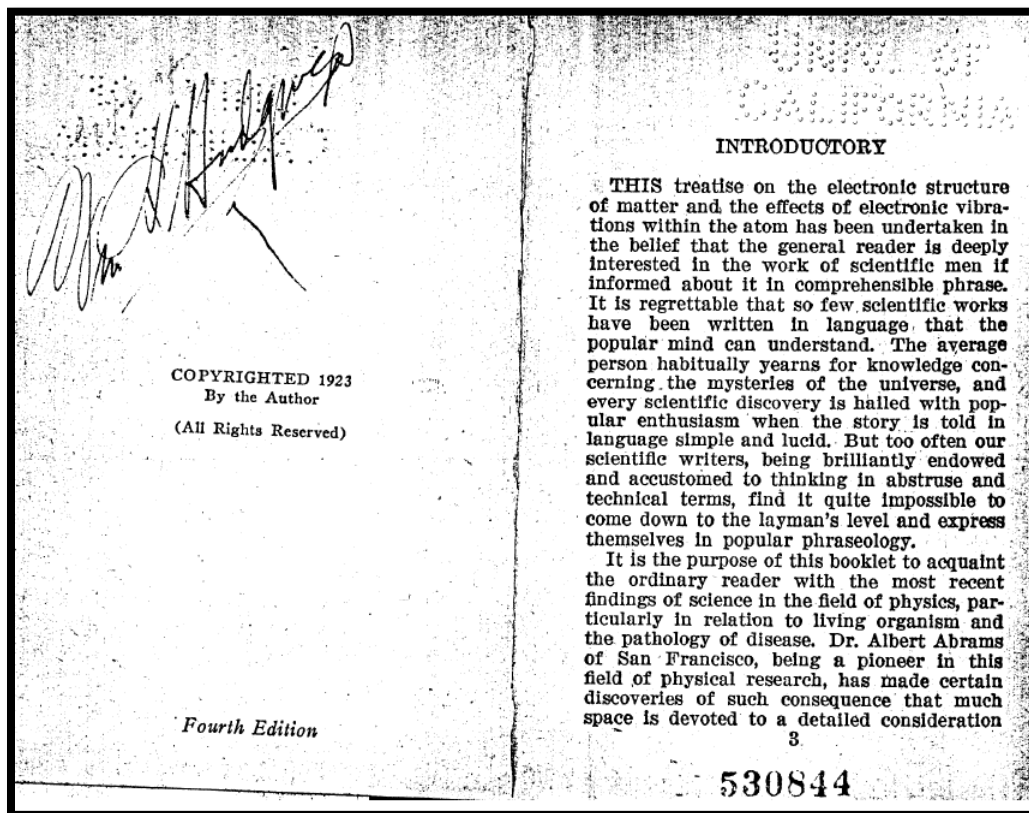 COPYRIGHTED 1923
By the Author
(All Rights Reserved)
Fourth Edition
UNIV. OF
CALIFORNIA
INTRODUCTORY
THIS treatise on the electronic structure
of matter and the effects of electronic vibra-
tions within the atom has been undertaken in
the belief that the general reader is deeply
interested in the work of scientific men if
informed about it in comprehensible phrase.
It is regrettable that so few scientific works
have been written in language that the
popular mind can understand. The average
person habitually yearns for knowledge con-
cerning the mysteries of the universe, and
every scientific discovery is hailed with pop-
ular enthusiasm when the story is told in
language simple and lucid. But too often our
scientific writers, being brilliantly endowed
and accustomed to thinking in abstruse and
technical terms, find it quite impossible to
come down to the layman's level and express
themselves in popular phraseology.
It is the purpose of this booklet to acquaint
the ordinary reader with the most recent
findings of science in the field of physics, par-
ticularly in relation to living organism and
the pathology of disease. Dr. Albert Abrams
of San Francisco, being a pioneer in this
field of physical research, has made certain
discoveries of such consequence that much
space is devoted to a detailed consideration
3
530844